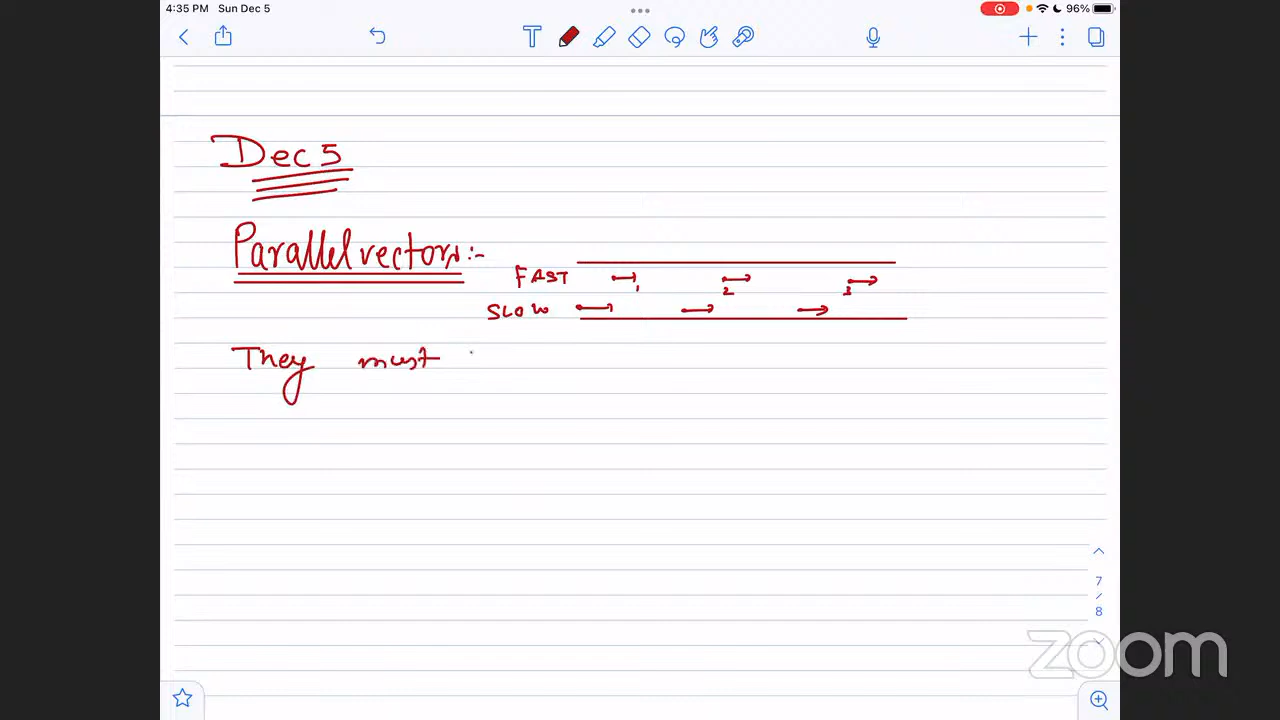 4:35 PM Sun Dec 5
96%
Dec 5
Parallel vectors :-
FAST
1 2 3
SLOW
They must
7
/
8
zoom